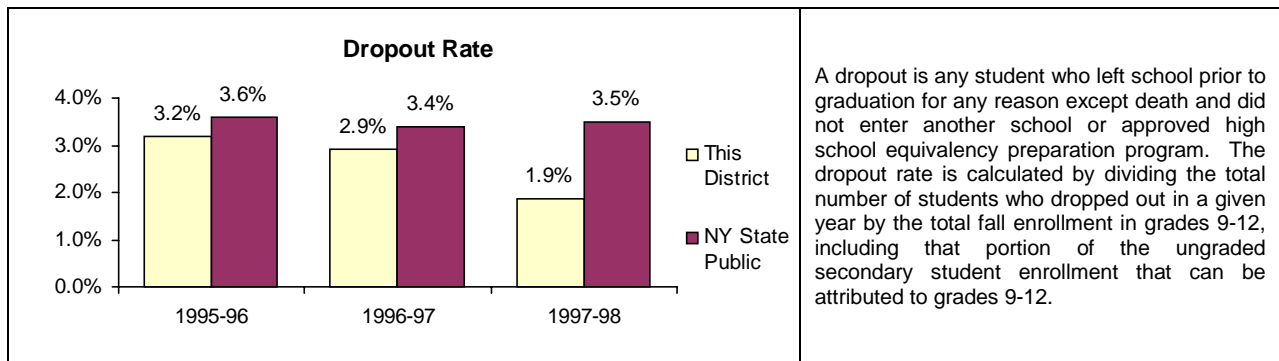 Dropout Rate
4.0%
3.0%
2.0%
1.0%
0.0%
3.2%
3.6%
2.9%
3.4%
1.9%
3.5%
1995-96
1996-97
1997-98
This
District
NY State
Public
A dropout is any student who left school prior to
graduation for any reason except death and did
not enter another school or approved high
school equivalency preparation program. The
dropout rate is calculated by dividing the total
number of students who dropped out in a given
year by the total fall enrollment in grades 9-12,
including that portion of the ungraded
secondary student enrollment that can be
attributed to grades 9-12.